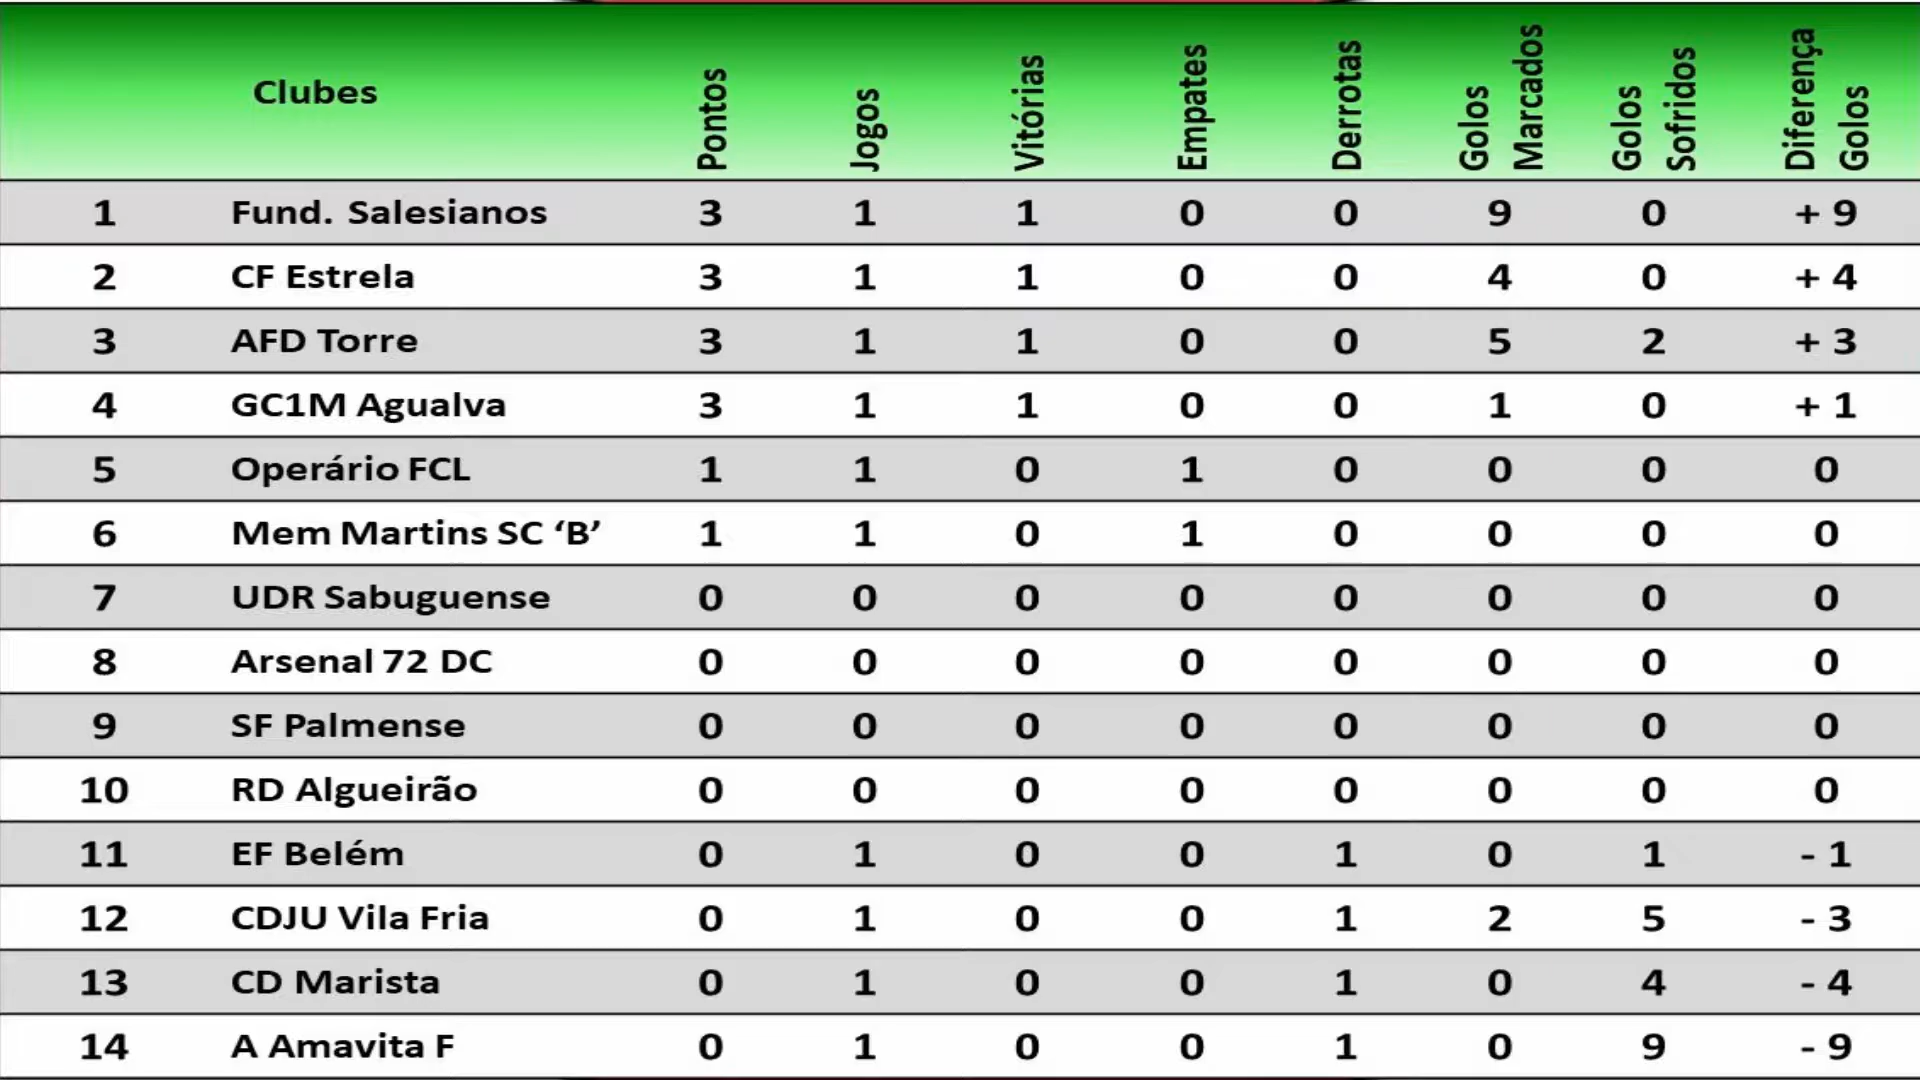 Clubes Pontos Jogos Vitórias Empates Derrotas Golos Marcados Golos Sofridos Diferença Golos
1 Fund. Salesianos 3 1 1 0 0 9 0 + 9
2 CF Estrela 3 1 1 0 0 4 0 + 4
3 AFD Torre 3 1 1 0 0 5 2 + 3
4 GC1M Agualva 3 1 1 0 0 1 0 + 1
5 Operário FCL 1 1 0 1 0 0 0 0
6 Mem Martins SC ‘B’ 1 1 0 1 0 0 0 0
7 UDR Sabuguense 0 0 0 0 0 0 0 0
8 Arsenal 72 DC 0 0 0 0 0 0 0 0
9 SF Palmense 0 0 0 0 0 0 0 0
10 RD Algueirão 0 0 0 0 0 0 0 0
11 EF Belém 0 1 0 0 1 0 1 - 1
12 CDJU Vila Fria 0 1 0 0 1 2 5 - 3
13 CD Marista 0 1 0 0 1 0 4 - 4
14 A Amavita F 0 1 0 0 1 0 9 - 9